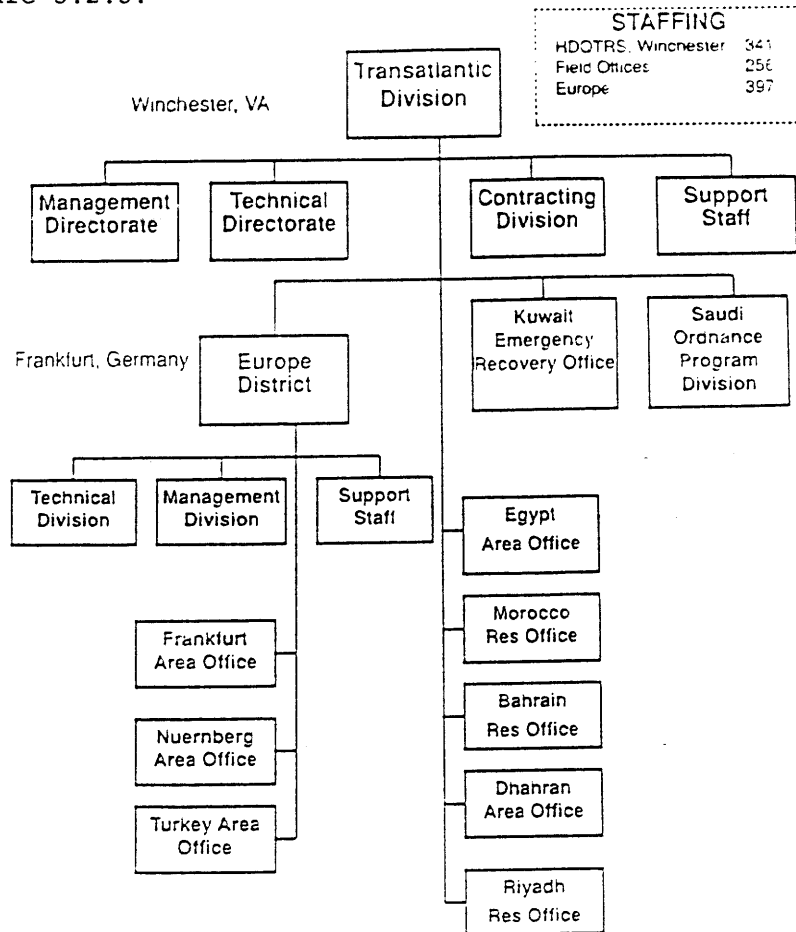 STAFFING
HDQTRS. Winchester 341
Field Offices 256
Europe 397
Transatlantic
Division
Winchester, VA
Management
Directorate
Technical
Directorate
Contracting
Division
Support
Staff
Frankfurt, Germany
Europe
District
Kuwait
Emergency
Recovery Office
Saudi
Ordnance
Program
Division
Technical
Division
Management
Division
Support
Staff
Egypt
Area Office
Morocco
Res Office
Bahrain
Res Office
Dhahran
Area Office
Riyadh
Res Office
Frankfurt
Area Office
Nuernberg
Area Office
Turkey Area
Office